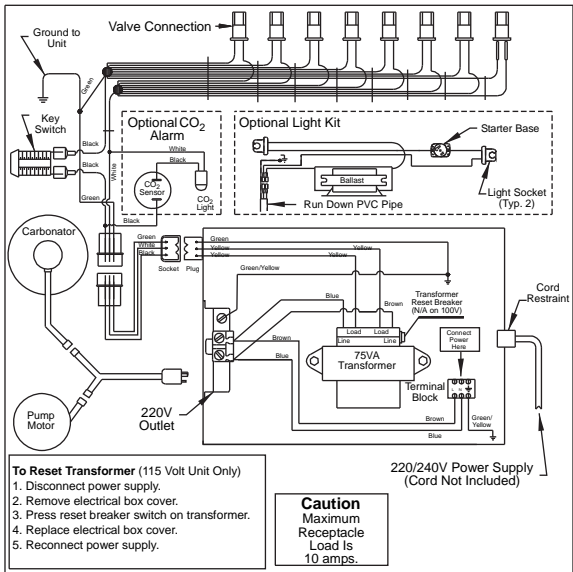 Valve Connection
Ground to
Unit
Green
Key
Switch
Black
Black
White
Green
Optional CO2
Alarm
White
Black
CO2
Sensor
CO2
Light
Black
Optional Light Kit
Starter Base
Ballast
Light Socket
(Typ. 2)
Run Down PVC Pipe
Carbonator
Green
White
Black
Socket
Plug
Green
Yellow
Yellow
Yellow
Yellow
Green/Yellow
Blue
Brown
Transformer
Reset Breaker
(N/A on 100V)
Cord
Restraint
Load
Load
Line
Line
Brown
Blue
75VA
Transformer
Connect
Power
Here
Terminal
Block
L N
Brown
Blue
Green/
Yellow
Pump
Motor
220V
Outlet
220/240V Power Supply
(Cord Not Included)
To Reset Transformer (115 Volt Unit Only)
1. Disconnect power supply.
2. Remove electrical box cover.
3. Press reset breaker switch on transformer.
4. Replace electrical box cover.
5. Reconnect power supply.
Caution
Maximum
Receptacle
Load Is
10 amps.